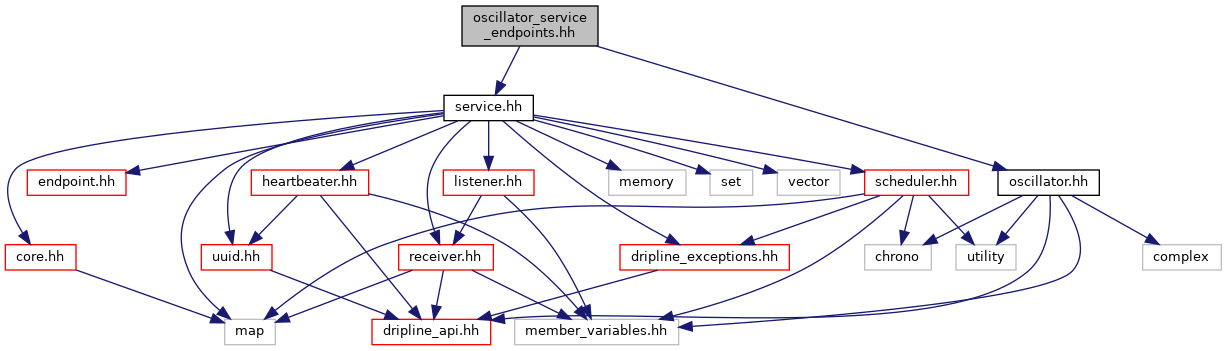 oscillator_service
_endpoints.hh
service.hh
endpoint.hh
heartbeater.hh
listener.hh
memory
set
vector
scheduler.hh
oscillator.hh
core.hh
uuid.hh
receiver.hh
dripline_exceptions.hh
chrono
utility
complex
map
dripline_api.hh
member_variables.hh